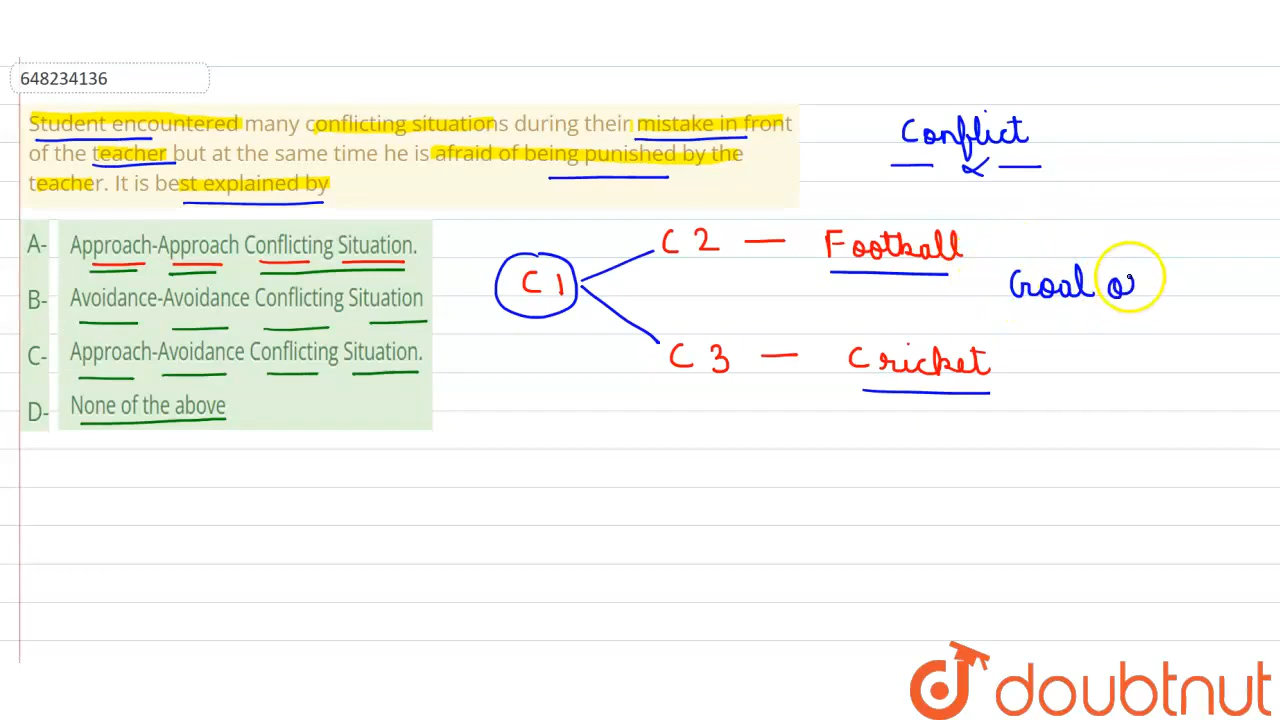 648234136
Student encountered many conflicting situations during their mistake in front
of the teacher but at the same time he is afraid of being punished by the
teacher. It is best explained by
A- Approach-Approach Conflicting Situation.
B- Avoidance-Avoidance Conflicting Situation
C- Approach-Avoidance Conflicting Situation.
D- None of the above
Conflict
C 2 — Football
C 1
Goal or
C 3 — Cricket
doubtnut